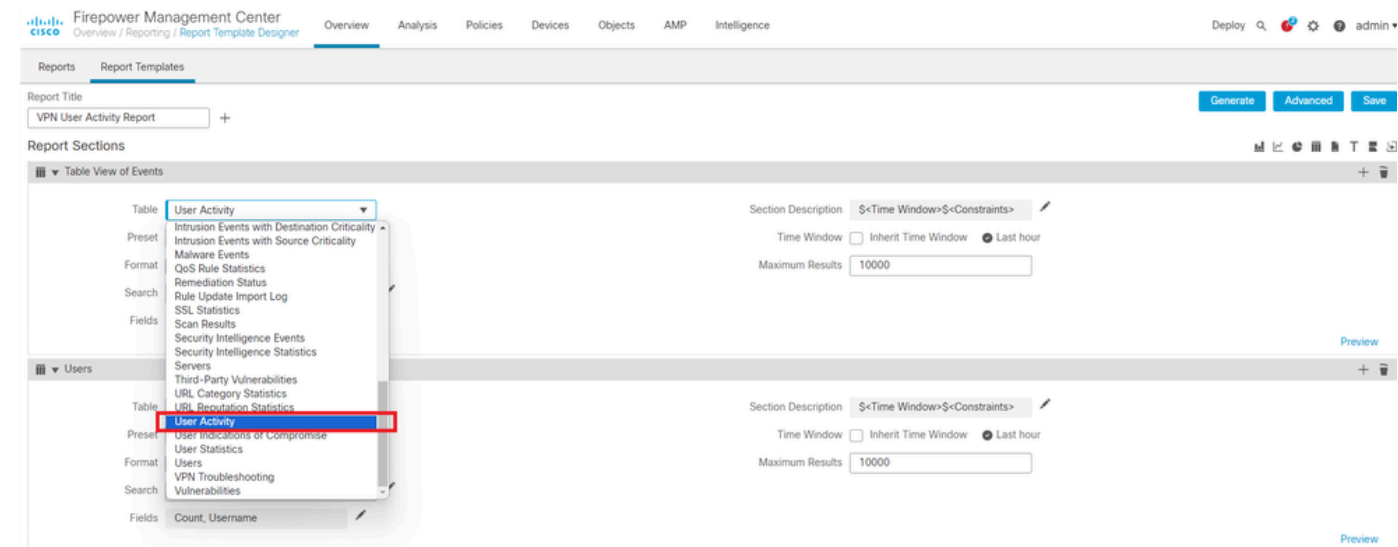 Firepower Management Center
CISCO Overview / Reporting / Report Template Designer
Overview Analysis Policies Devices Objects AMP Intelligence
Deploy admin
Reports Report Templates
Report Title
VPN User Activity Report
Generate Advanced Save
Report Sections
Table View of Events
Table User Activity
Section Description $<Time Window>$<Constraints>
Intrusion Events with Destination Criticality
Preset Intrusion Events with Source Criticality
Time Window Inherit Time Window Last hour
Malware Events
Format QoS Rule Statistics
Maximum Results 10000
Remediation Status
Search Rule Update Import Log
SSL Statistics
Fields Scan Results
Security Intelligence Events
Security Intelligence Statistics
Preview
Servers
Users
Third-Party Vulnerabilities
URL Category Statistics
Table URL Reputation Statistics
Section Description $<Time Window>$<Constraints>
User Activity
Preset User Indications of Compromise
Time Window Inherit Time Window Last hour
User Statistics
Format Users
Maximum Results 10000
VPN Troubleshooting
Search Vulnerabilities
Fields Count, Username
Preview